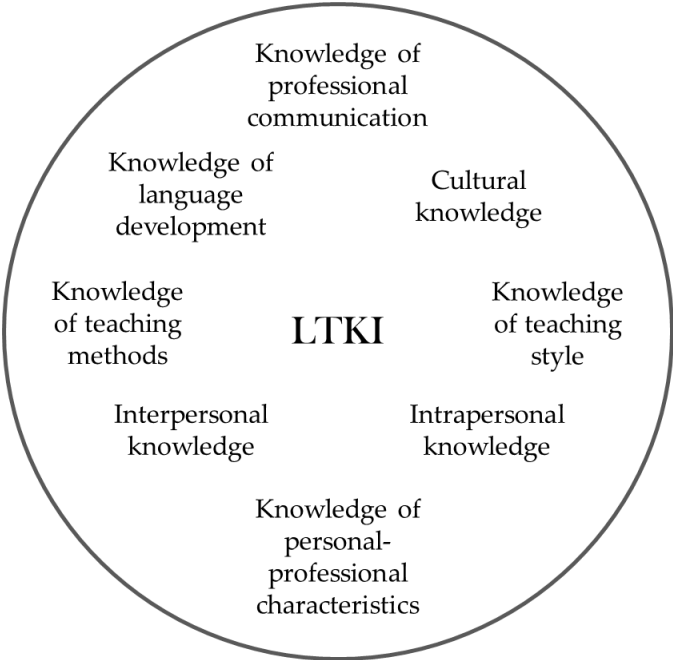 Knowledge of
professional
communication
Knowledge of
language
development
Cultural
knowledge
Knowledge
of teaching
methods
LTKI
Knowledge
of teaching
style
Interpersonal
knowledge
Intrapersonal
knowledge
Knowledge of
personal-
professional
characteristics